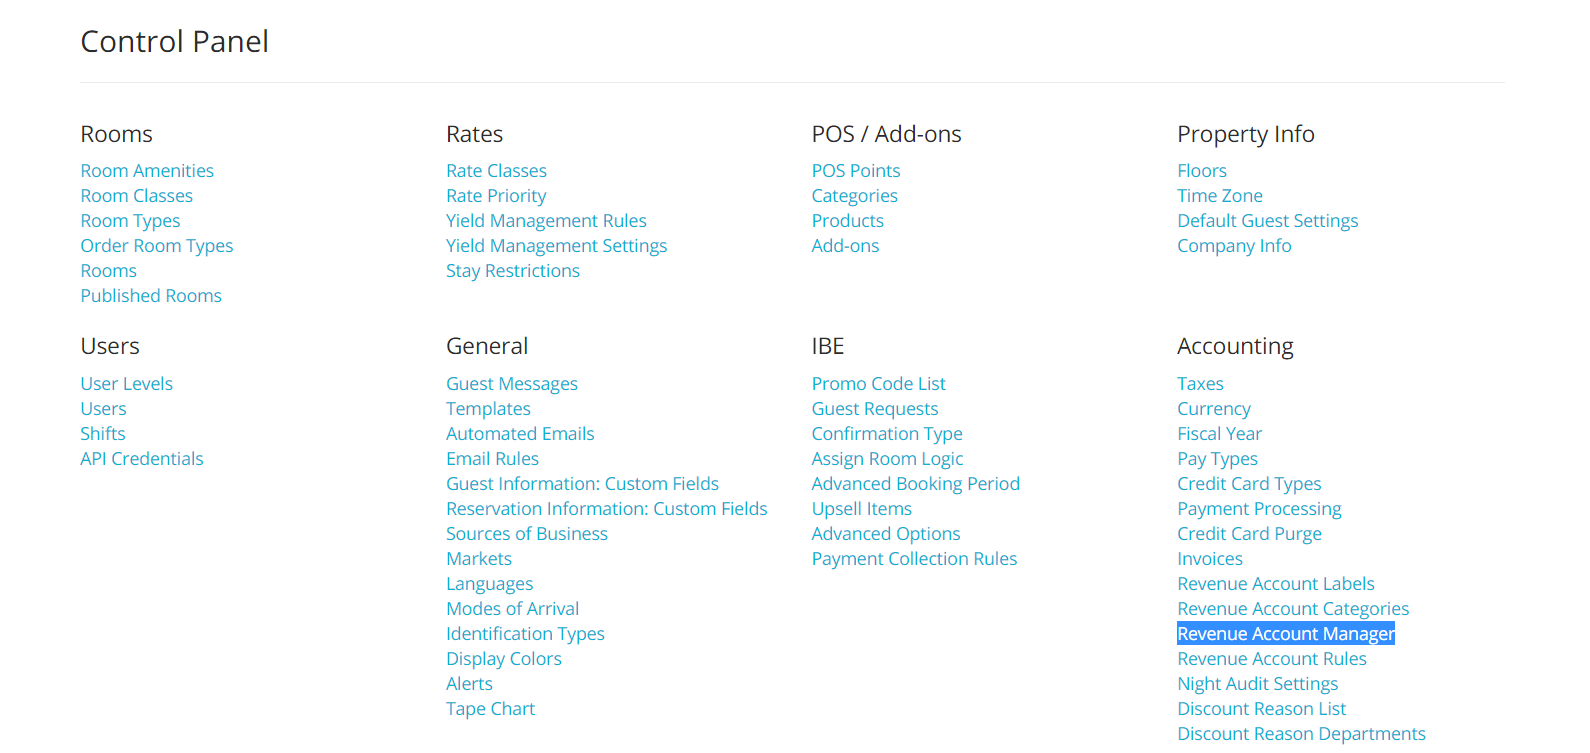 Control Panel
Rooms
Room Amenities
Room Classes
Room Types
Order Room Types
Rooms
Published Rooms
Rates
Rate Classes
Rate Priority
Yield Management Rules
Yield Management Settings
Stay Restrictions
POS / Add-ons
POS Points
Categories
Products
Add-ons
Property Info
Floors
Time Zone
Default Guest Settings
Company Info
Users
User Levels
Users
Shifts
API Credentials
General
Guest Messages
Templates
Automated Emails
Email Rules
Guest Information: Custom Fields
Reservation Information: Custom Fields
Sources of Business
Markets
Languages
Modes of Arrival
Identification Types
Display Colors
Alerts
Tape Chart
IBE
Promo Code List
Guest Requests
Confirmation Type
Assign Room Logic
Advanced Booking Period
Upsell Items
Advanced Options
Payment Collection Rules
Accounting
Taxes
Currency
Fiscal Year
Pay Types
Credit Card Types
Payment Processing
Credit Card Purge
Invoices
Revenue Account Labels
Revenue Account Categories
Revenue Account Manager
Revenue Account Rules
Night Audit Settings
Discount Reason List
Discount Reason Departments